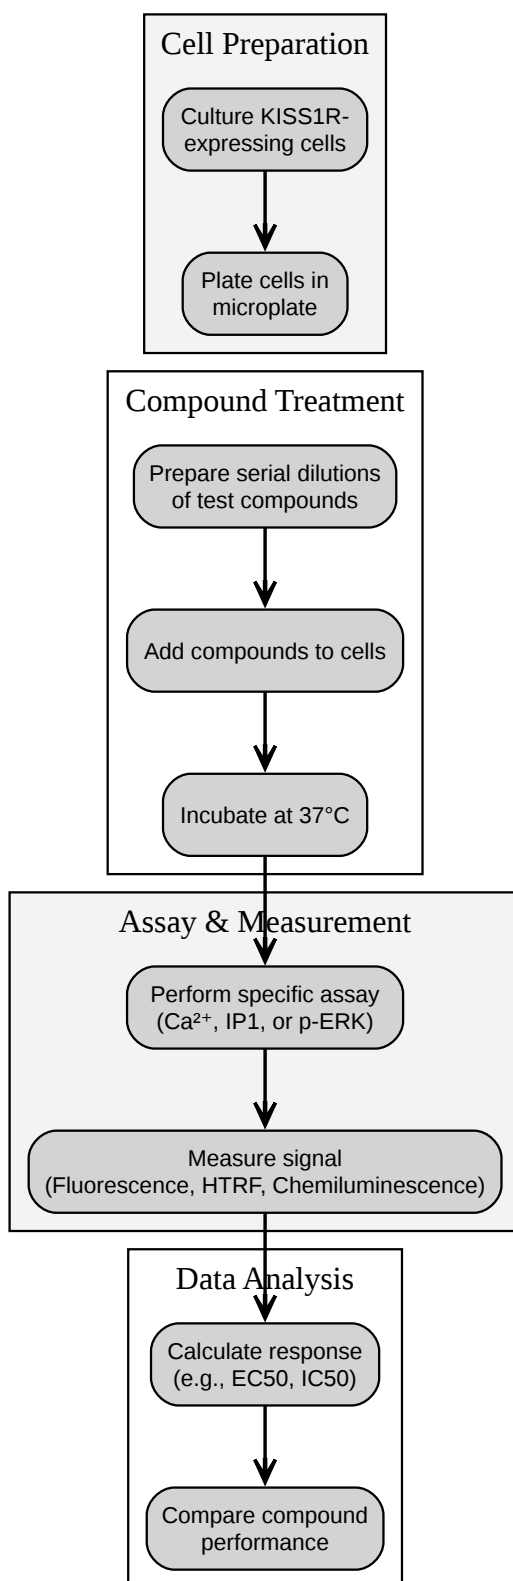 Cell Preparation
Culture KISS1R-
expressing cells
Plate cells in
microplate
Compound Treatment
Prepare serial dilutions
of test compounds
Add compounds to cells
Incubate at 37°C
Assay & Measurement
Perform specific assay
(Ca²⁺, IP1, or p-ERK)
Measure signal
(Fluorescence, HTRF, Chemiluminescence)
Data Analysis
Calculate response
(e.g., EC50, IC50)
Compare compound
performance